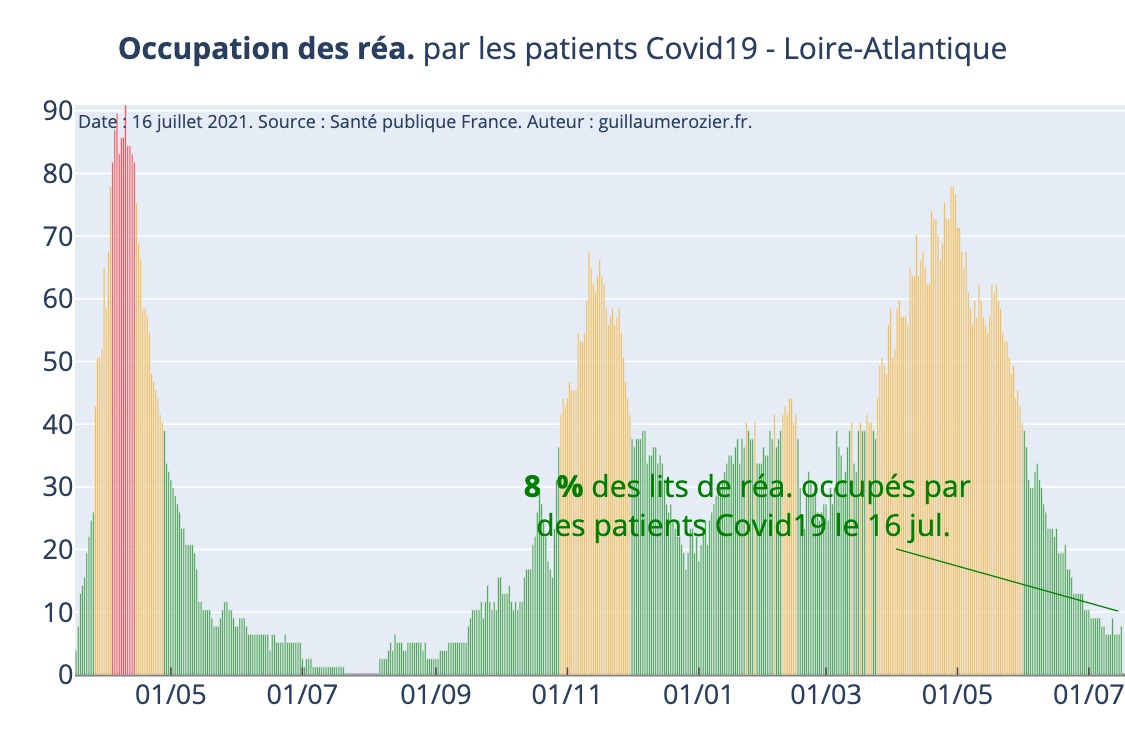 Occupation des réa. par les patients Covid19 - Loire-Atlantique
90
Date : 16 juillet 2021. Source : Santé publique France. Auteur : guillaumerozier.fr.
80
70
60
50
40
30
8 % des lits de réa. occupés par
des patients Covid19 le 16 jul.
20
10
0
01/05 01/07 01/09 01/11 01/01 01/03 01/05 01/07